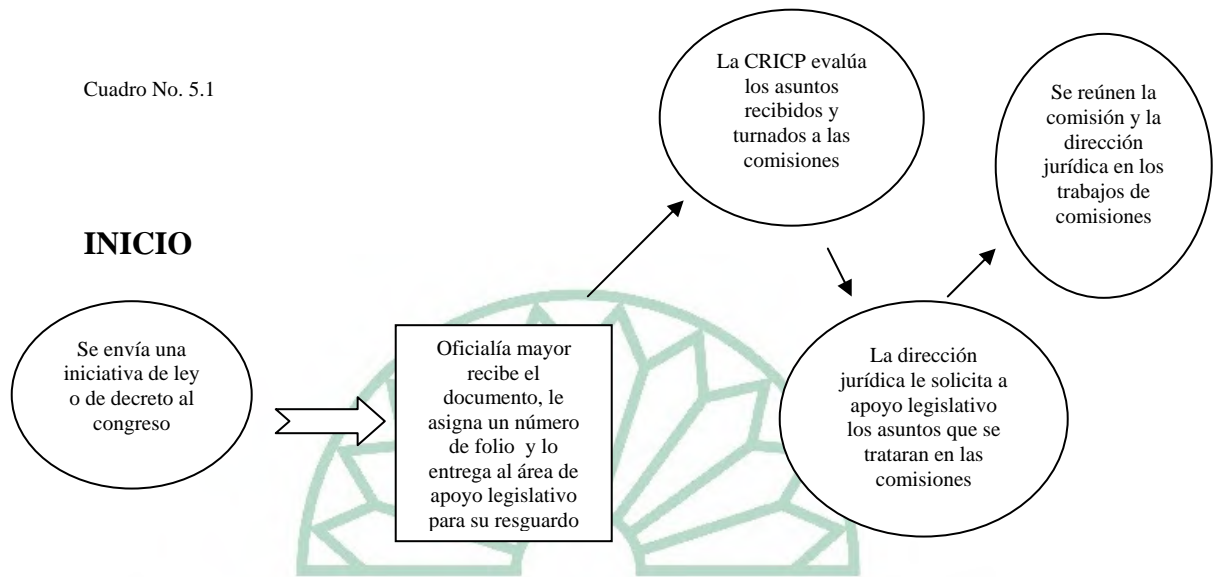 Cuadro No. 5.1
INICIO
Se envía una
iniciativa de ley
o de decreto al
congreso
Oficialía mayor
recibe el
documento, le
asigna un número
de folio y lo
entrega al área de
apoyo legislativo
para su resguardo
La CRICP evalúa
los asuntos
recibidos y
turnados a las
comisiones
La dirección
jurídica le solicita a
apoyo legislativo
los asuntos que se
trataran en las
comisiones
Se reúnen la
comisión y la
dirección
jurídica en los
trabajos de
comisiones